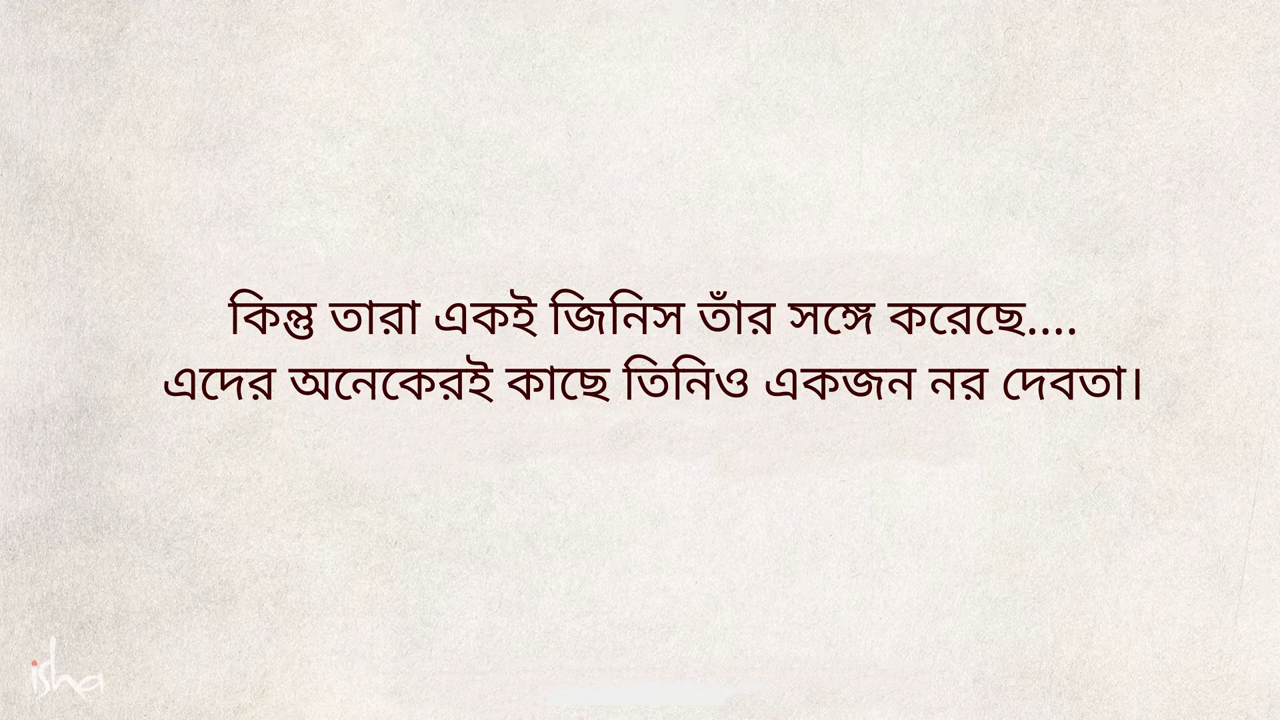 কিন্তু তারা একই জিনিস তাঁর সঙ্গে করেছে....
এদের অনেকেরই কাছে তিনিও একজন নর দেবতা।
isha